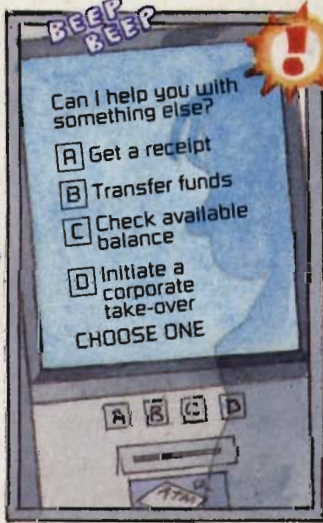 BEEP
BEEP
!
Can I help you with
something else?
A Get a receipt
B Transfer funds
C Check available
balance
D Initiate a
corporate
take-over
CHOOSE ONE
A B C D
ATM